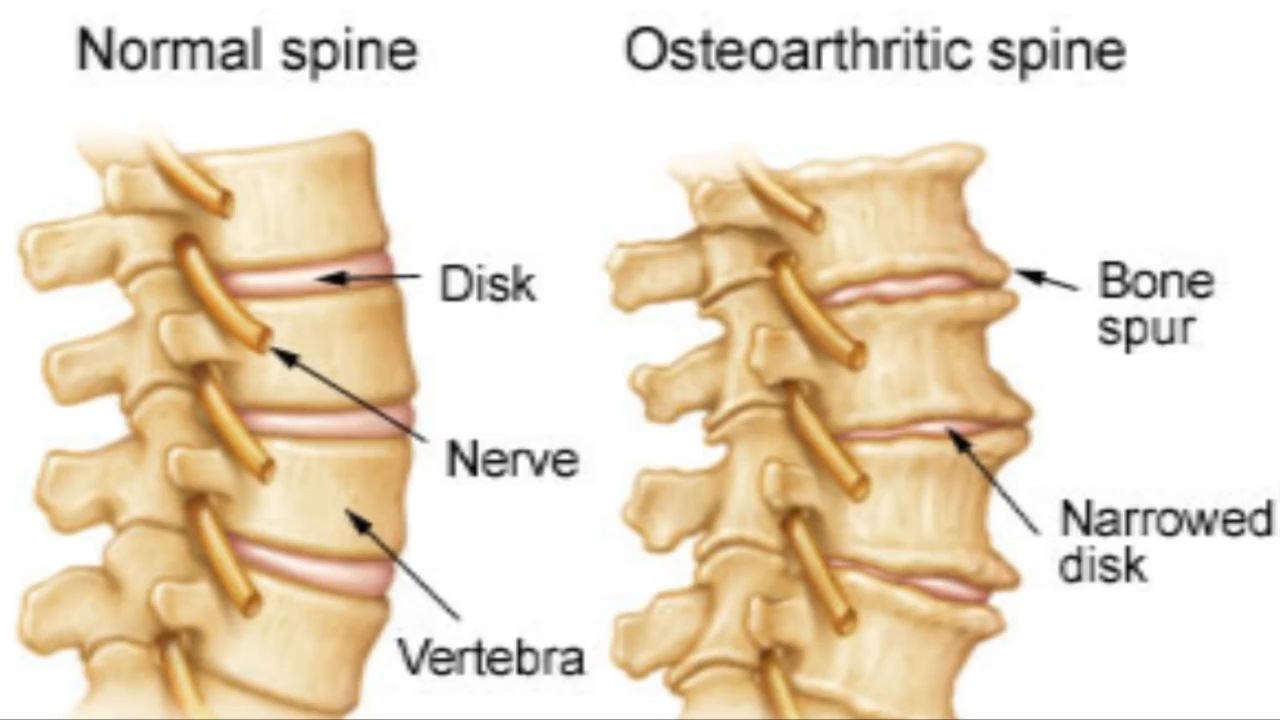 Normal spine
Osteoarthritic spine
Disk
Nerve
Vertebra
Bone
spur
Narrowed
disk